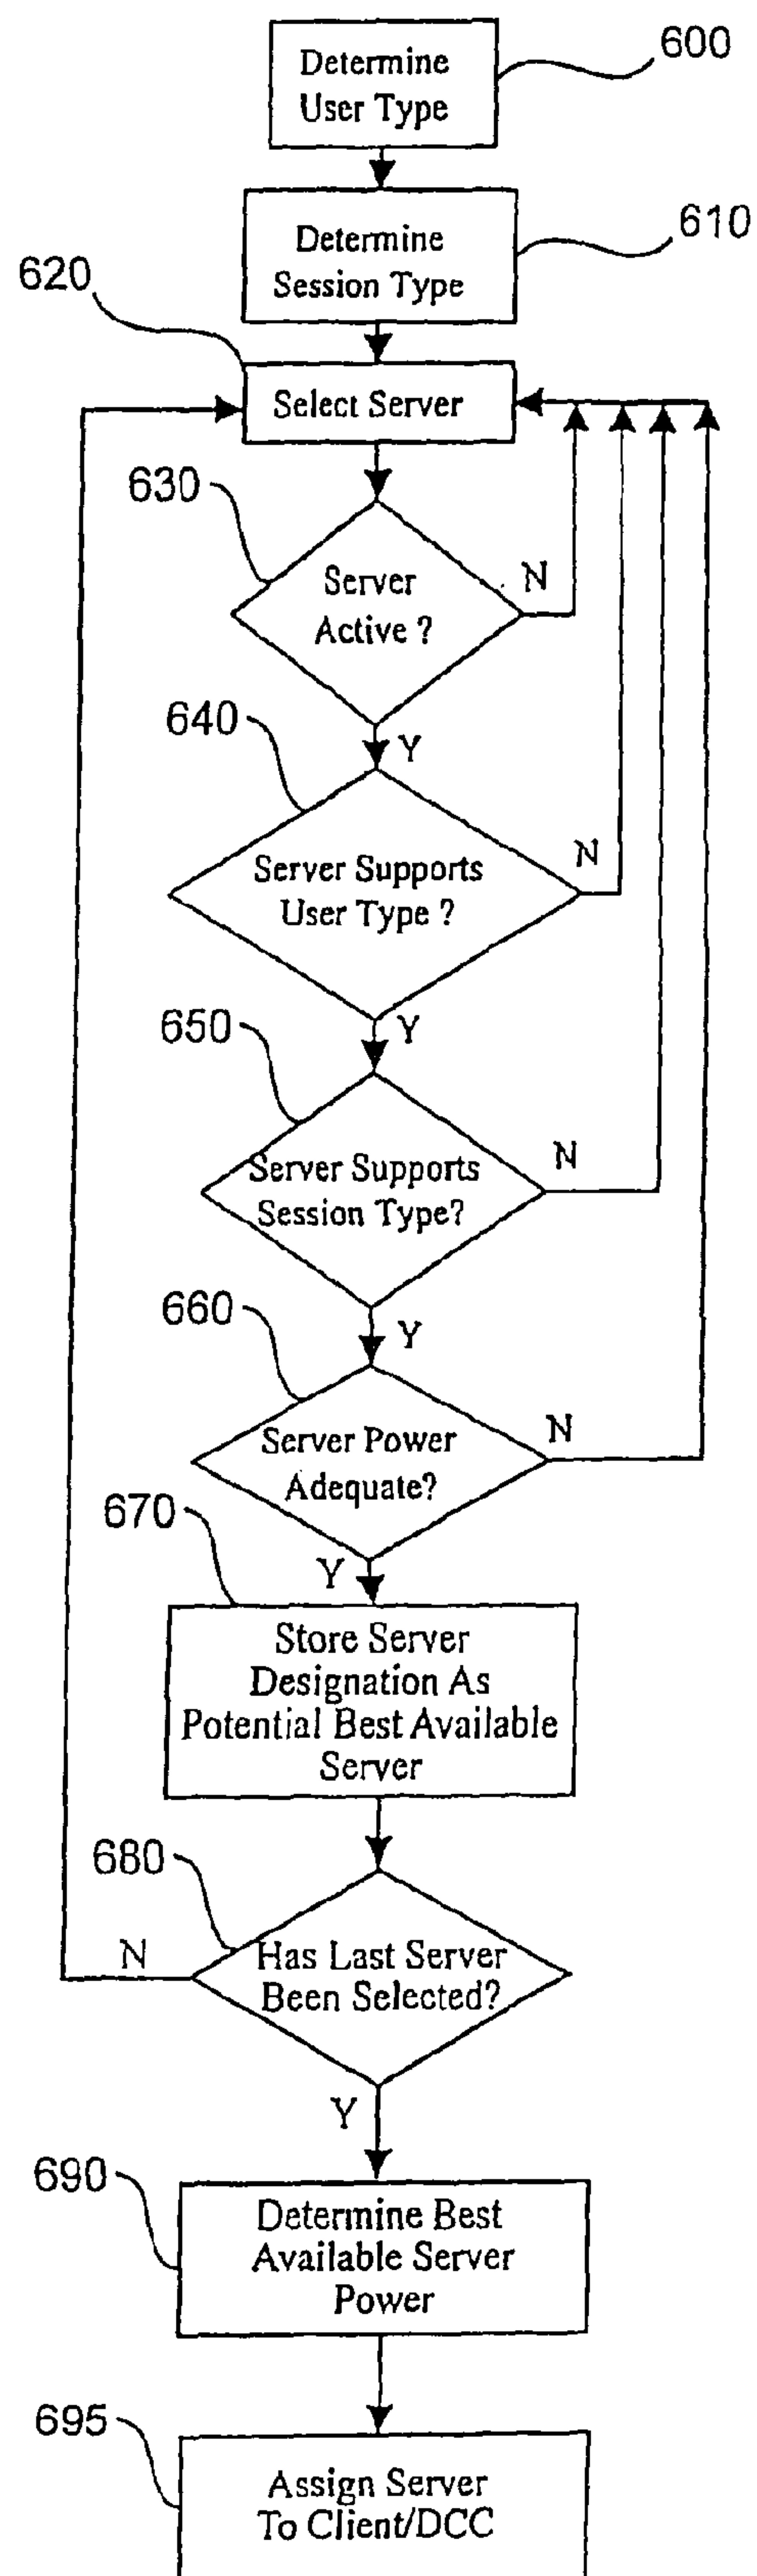 Determine
User Type
600
Determine
Session Type
610
620
Select Server
630
Server
Active ?
N
Y
640
Server Supports
User Type ?
N
Y
650
Server Supports
Session Type?
N
Y
660
Server Power
Adequate?
N
Y
670
Store Server
Designation As
Potential Best Available
Server
680
Has Last Server
Been Selected?
N
Y
690
Determine Best
Available Server
Power
695
Assign Server
To Client/DCC